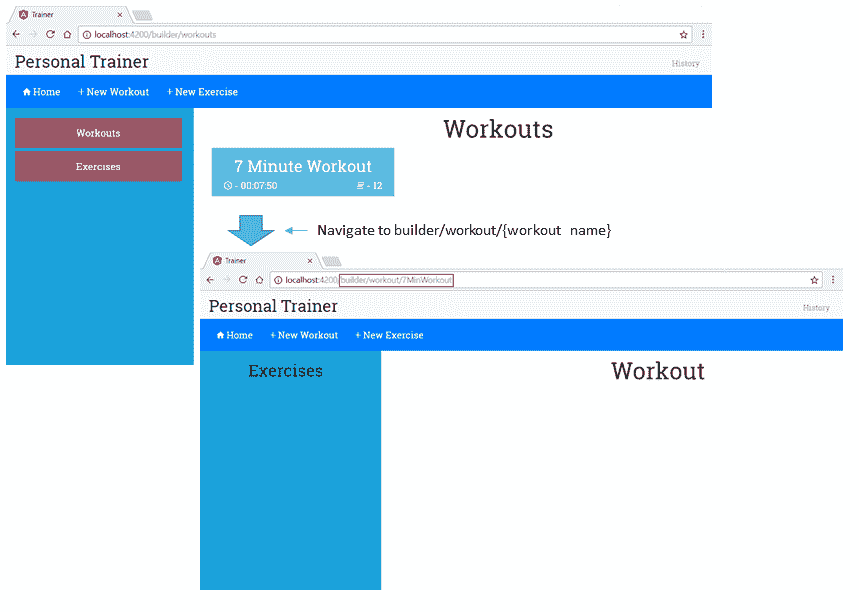 Trainer
localhost:4200/builder/workouts
Personal Trainer
History
Home + New Workout + New Exercise
Workouts
Exercises
Workouts
7 Minute Workout
- 00:07:50 - 12
Navigate to builder/workout/{workout name}
Trainer
localhost:4200/builder/workout/7MinWorkout
Personal Trainer
History
Home + New Workout + New Exercise
Exercises
Workout